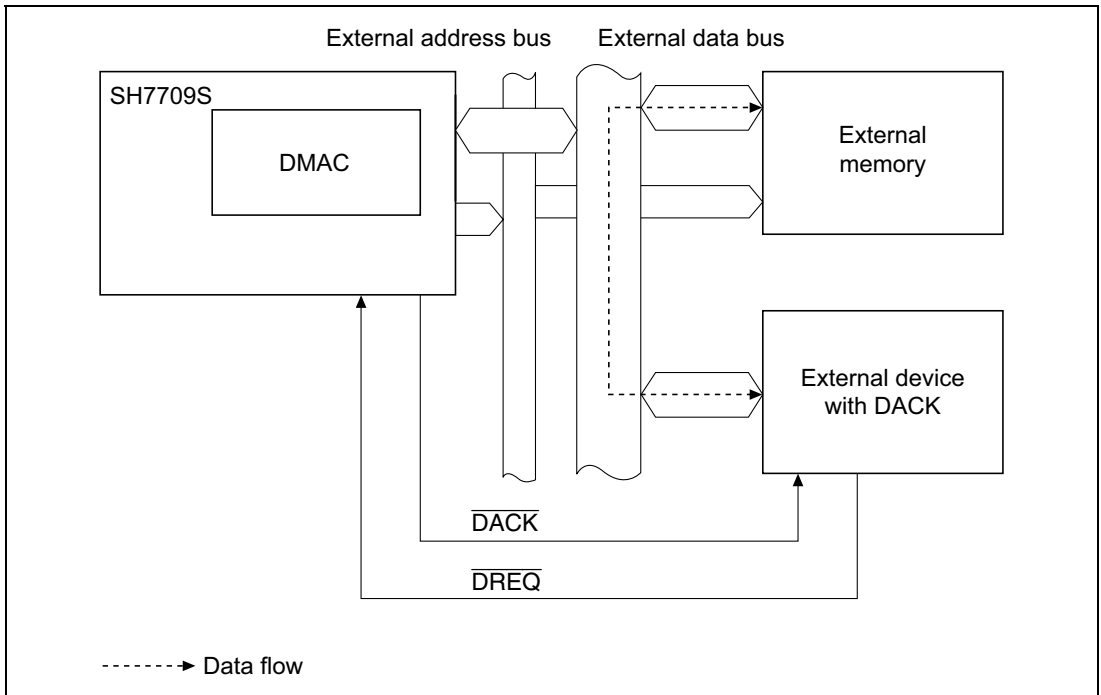 External address bus
External data bus
SH7709S
DMAC
External
memory
External device
with DACK
DACK
DREQ
Data flow